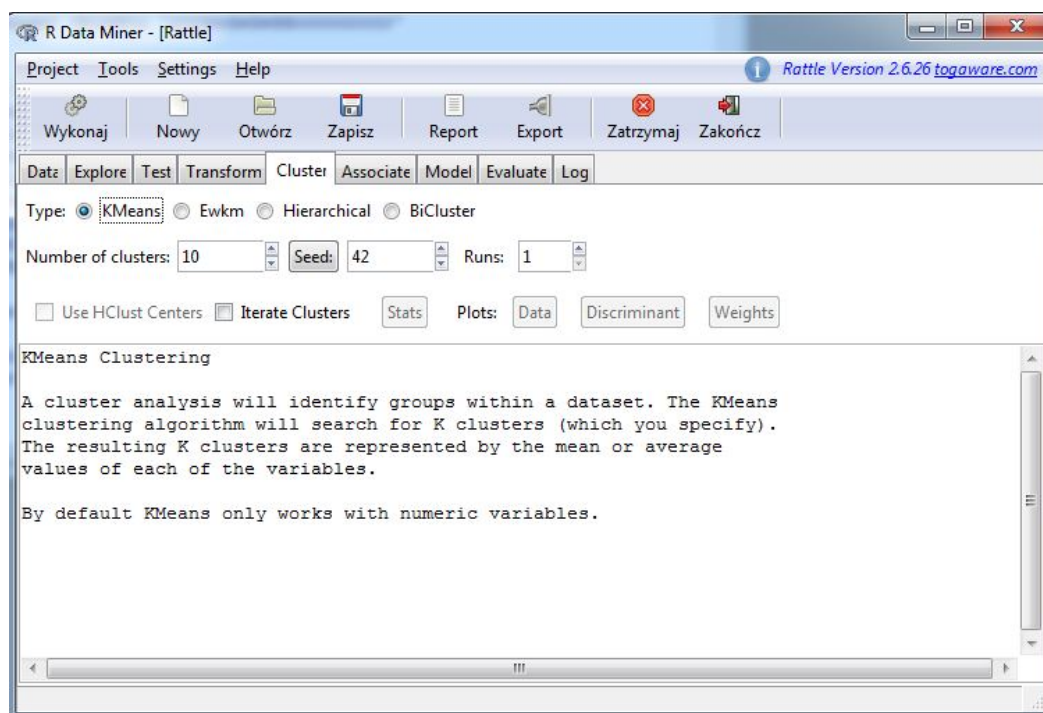 R Data Miner - [Rattle]
Project Tools Settings Help Rattle Version 2.6.26 togaware.com
Wykonaj Nowy Otwórz Zapisz Report Export Zatrzymaj Zakończ
Data Explore Test Transform Cluster Associate Model Evaluate Log
Type: KMeans Ewkm Hierarchical BiCluster
Number of clusters: 10 Seed: 42 Runs: 1
Use HClust Centers Iterate Clusters Stats Plots: Data Discriminant Weights
KMeans Clustering
A cluster analysis will identify groups within a dataset. The KMeans
clustering algorithm will search for K clusters (which you specify).
The resulting K clusters are represented by the mean or average
values of each of the variables.
By default KMeans only works with numeric variables.